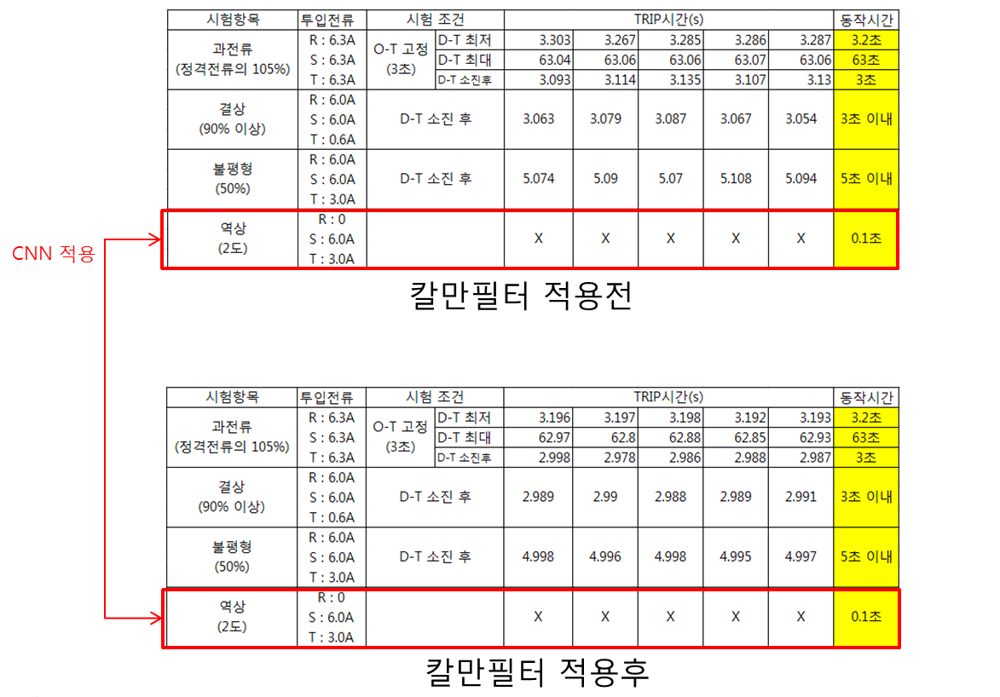 시험항목 투입전류 시험 조건 TRIP시간(s) 동작시간
과전류
(정격전류의 105%)
R : 6.3A
S : 6.3A
T : 6.3A
O-T 고정
(3초)
D-T 최저 3.303 3.267 3.285 3.286 3.287 3.2초
D-T 최대 63.04 63.06 63.06 63.07 63.06 63초
D-T 소진후 3.093 3.114 3.135 3.107 3.13 3초
결상
(90% 이상)
R : 6.0A
S : 6.0A
T : 0.6A
D-T 소진 후 3.063 3.079 3.087 3.067 3.054 3초 이내
불평형
(50%)
R : 6.0A
S : 6.0A
T : 3.0A
D-T 소진 후 5.074 5.09 5.07 5.108 5.094 5초 이내
역상
(2도)
R : 0
S : 6.0A
T : 3.0A
X X X X X 0.1초
CNN 적용
칼만필터 적용전
시험항목 투입전류 시험 조건 TRIP시간(s) 동작시간
과전류
(정격전류의 105%)
R : 6.3A
S : 6.3A
T : 6.3A
O-T 고정
(3초)
D-T 최저 3.196 3.197 3.198 3.192 3.193 3.2초
D-T 최대 62.97 62.8 62.88 62.85 62.93 63초
D-T 소진후 2.998 2.978 2.986 2.988 2.987 3초
결상
(90% 이상)
R : 6.0A
S : 6.0A
T : 0.6A
D-T 소진 후 2.989 2.99 2.988 2.989 2.991 3초 이내
불평형
(50%)
R : 6.0A
S : 6.0A
T : 3.0A
D-T 소진 후 4.998 4.996 4.998 4.995 4.997 5초 이내
역상
(2도)
R : 0
S : 6.0A
T : 3.0A
X X X X X 0.1초
칼만필터 적용후